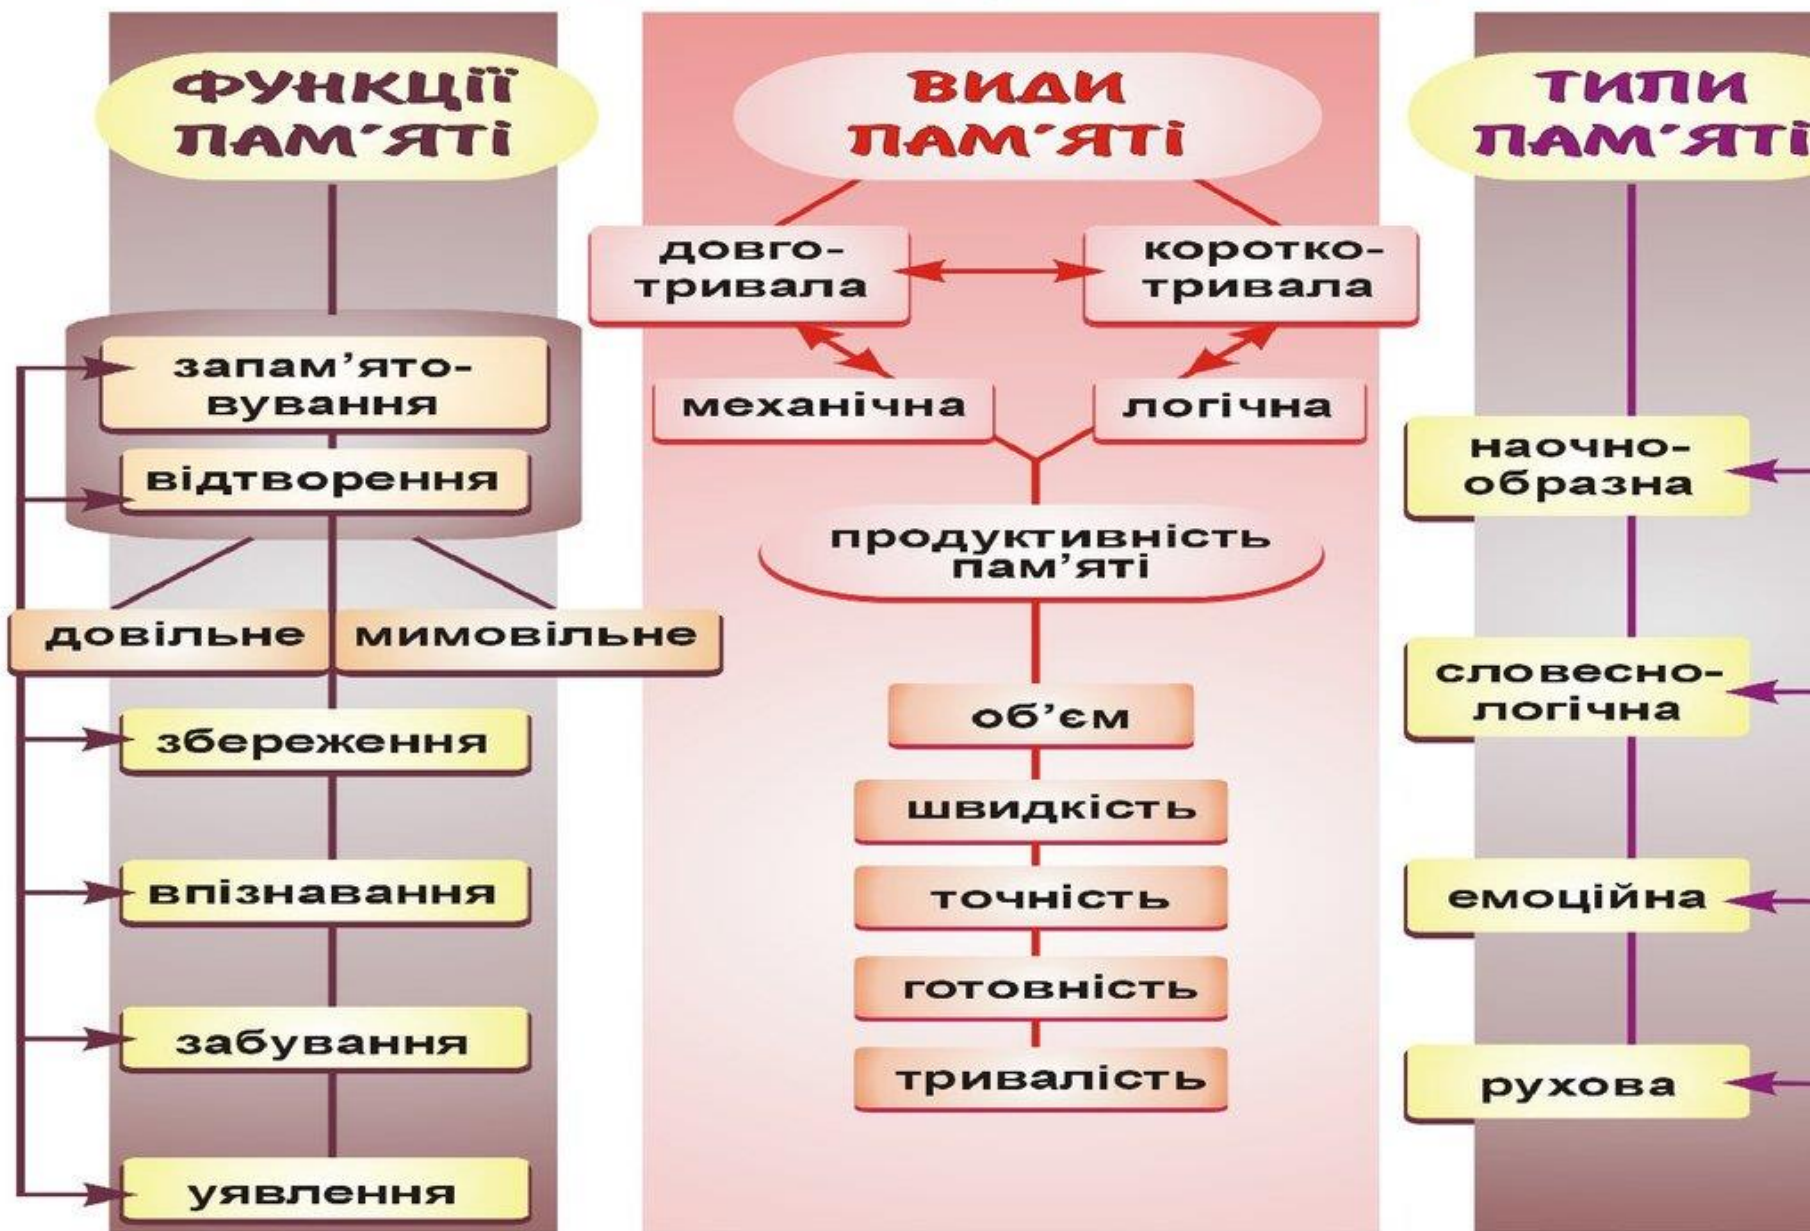 ФУНКЦІЇ
ПАМ´ЯТІ
запам’ято-
вування
відтворення
довільне
мимовільне
збереження
впізнавання
забування
уявлення
ВИДИ
ПАМ´ЯТІ
довго-
тривала
коротко-
тривала
механічна
логічна
продуктивність
пам’яті
об’єм
швидкість
точність
готовність
тривалість
ТИПИ
ПАМ´ЯТІ
наочно-
образна
словесно-
логічна
емоційна
рухова